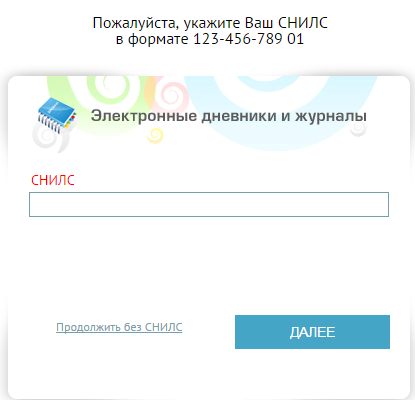 Пожалуйста, укажите Ваш СНИЛС
в формате 123-456-789 01
Электронные дневники и журналы
СНИЛС
Продолжить без СНИЛС
ДАЛЕЕ